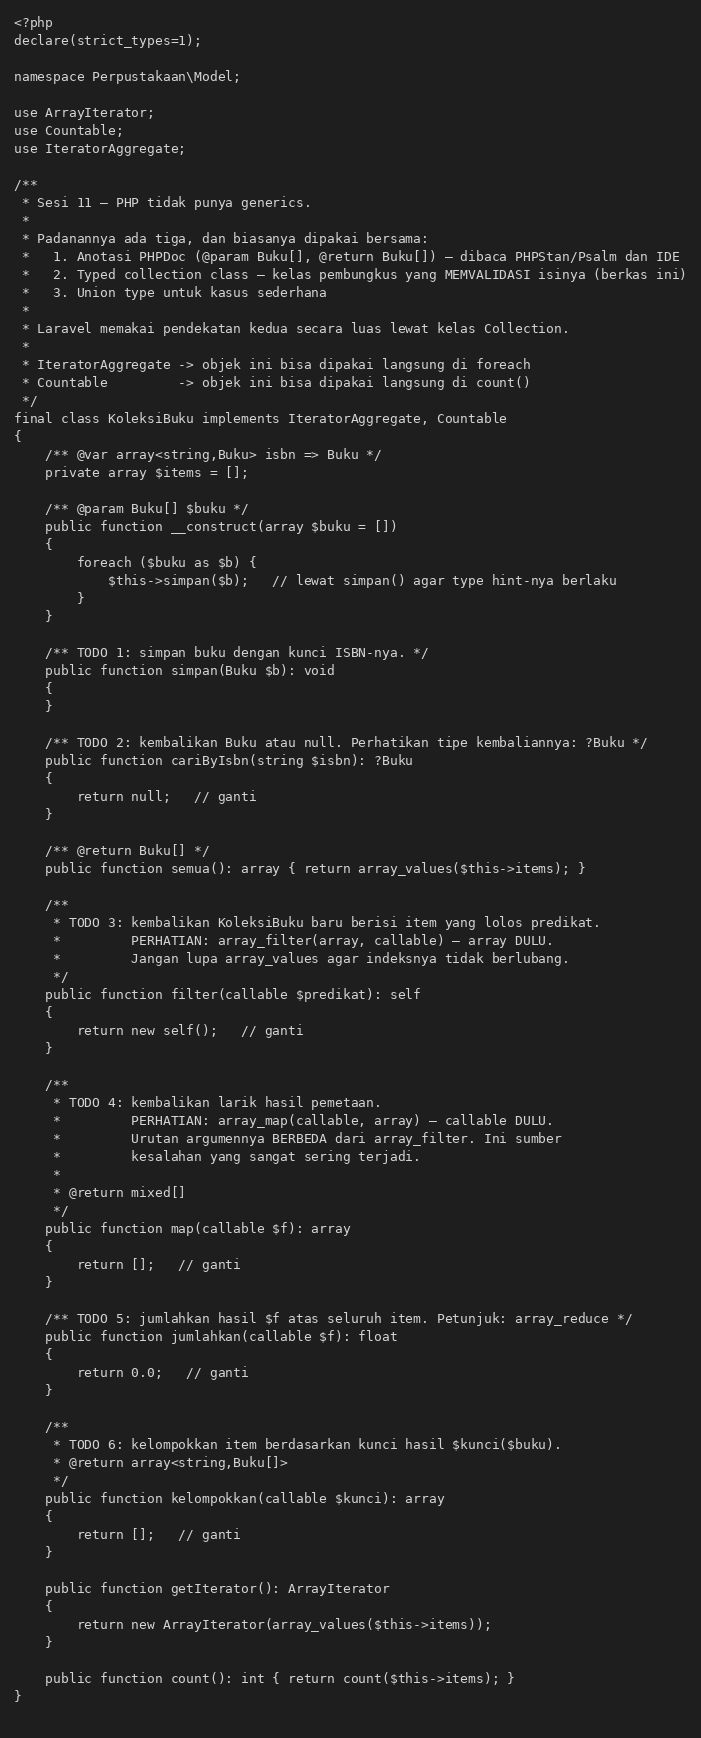 <?php
declare(strict_types=1);

namespace Perpustakaan\Model;

use ArrayIterator;
use Countable;
use IteratorAggregate;

/**
 * Sesi 11 — PHP tidak punya generics.
 *
 * Padanannya ada tiga, dan biasanya dipakai bersama:
 *   1. Anotasi PHPDoc (@param Buku[], @return Buku[]) — dibaca PHPStan/Psalm dan IDE
 *   2. Typed collection class — kelas pembungkus yang MEMVALIDASI isinya (berkas ini)
 *   3. Union type untuk kasus sederhana
 *
 * Laravel memakai pendekatan kedua secara luas lewat kelas Collection.
 *
 * IteratorAggregate -> objek ini bisa dipakai langsung di foreach
 * Countable         -> objek ini bisa dipakai langsung di count()
 */
final class KoleksiBuku implements IteratorAggregate, Countable
{
    /** @var array<string,Buku> isbn => Buku */
    private array $items = [];

    /** @param Buku[] $buku */
    public function __construct(array $buku = [])
    {
        foreach ($buku as $b) {
            $this->simpan($b);   // lewat simpan() agar type hint-nya berlaku
        }
    }

    /** TODO 1: simpan buku dengan kunci ISBN-nya. */
    public function simpan(Buku $b): void
    {
    }

    /** TODO 2: kembalikan Buku atau null. Perhatikan tipe kembaliannya: ?Buku */
    public function cariByIsbn(string $isbn): ?Buku
    {
        return null;   // ganti
    }

    /** @return Buku[] */
    public function semua(): array { return array_values($this->items); }

    /**
     * TODO 3: kembalikan KoleksiBuku baru berisi item yang lolos predikat.
     *         PERHATIAN: array_filter(array, callable) — array DULU.
     *         Jangan lupa array_values agar indeksnya tidak berlubang.
     */
    public function filter(callable $predikat): self
    {
        return new self();   // ganti
    }

    /**
     * TODO 4: kembalikan larik hasil pemetaan.
     *         PERHATIAN: array_map(callable, array) — callable DULU.
     *         Urutan argumennya BERBEDA dari array_filter. Ini sumber
     *         kesalahan yang sangat sering terjadi.
     *
     * @return mixed[]
     */
    public function map(callable $f): array
    {
        return [];   // ganti
    }

    /** TODO 5: jumlahkan hasil $f atas seluruh item. Petunjuk: array_reduce */
    public function jumlahkan(callable $f): float
    {
        return 0.0;   // ganti
    }

    /**
     * TODO 6: kelompokkan item berdasarkan kunci hasil $kunci($buku).
     * @return array<string,Buku[]>
     */
    public function kelompokkan(callable $kunci): array
    {
        return [];   // ganti
    }

    public function getIterator(): ArrayIterator
    {
        return new ArrayIterator(array_values($this->items));
    }

    public function count(): int { return count($this->items); }
}